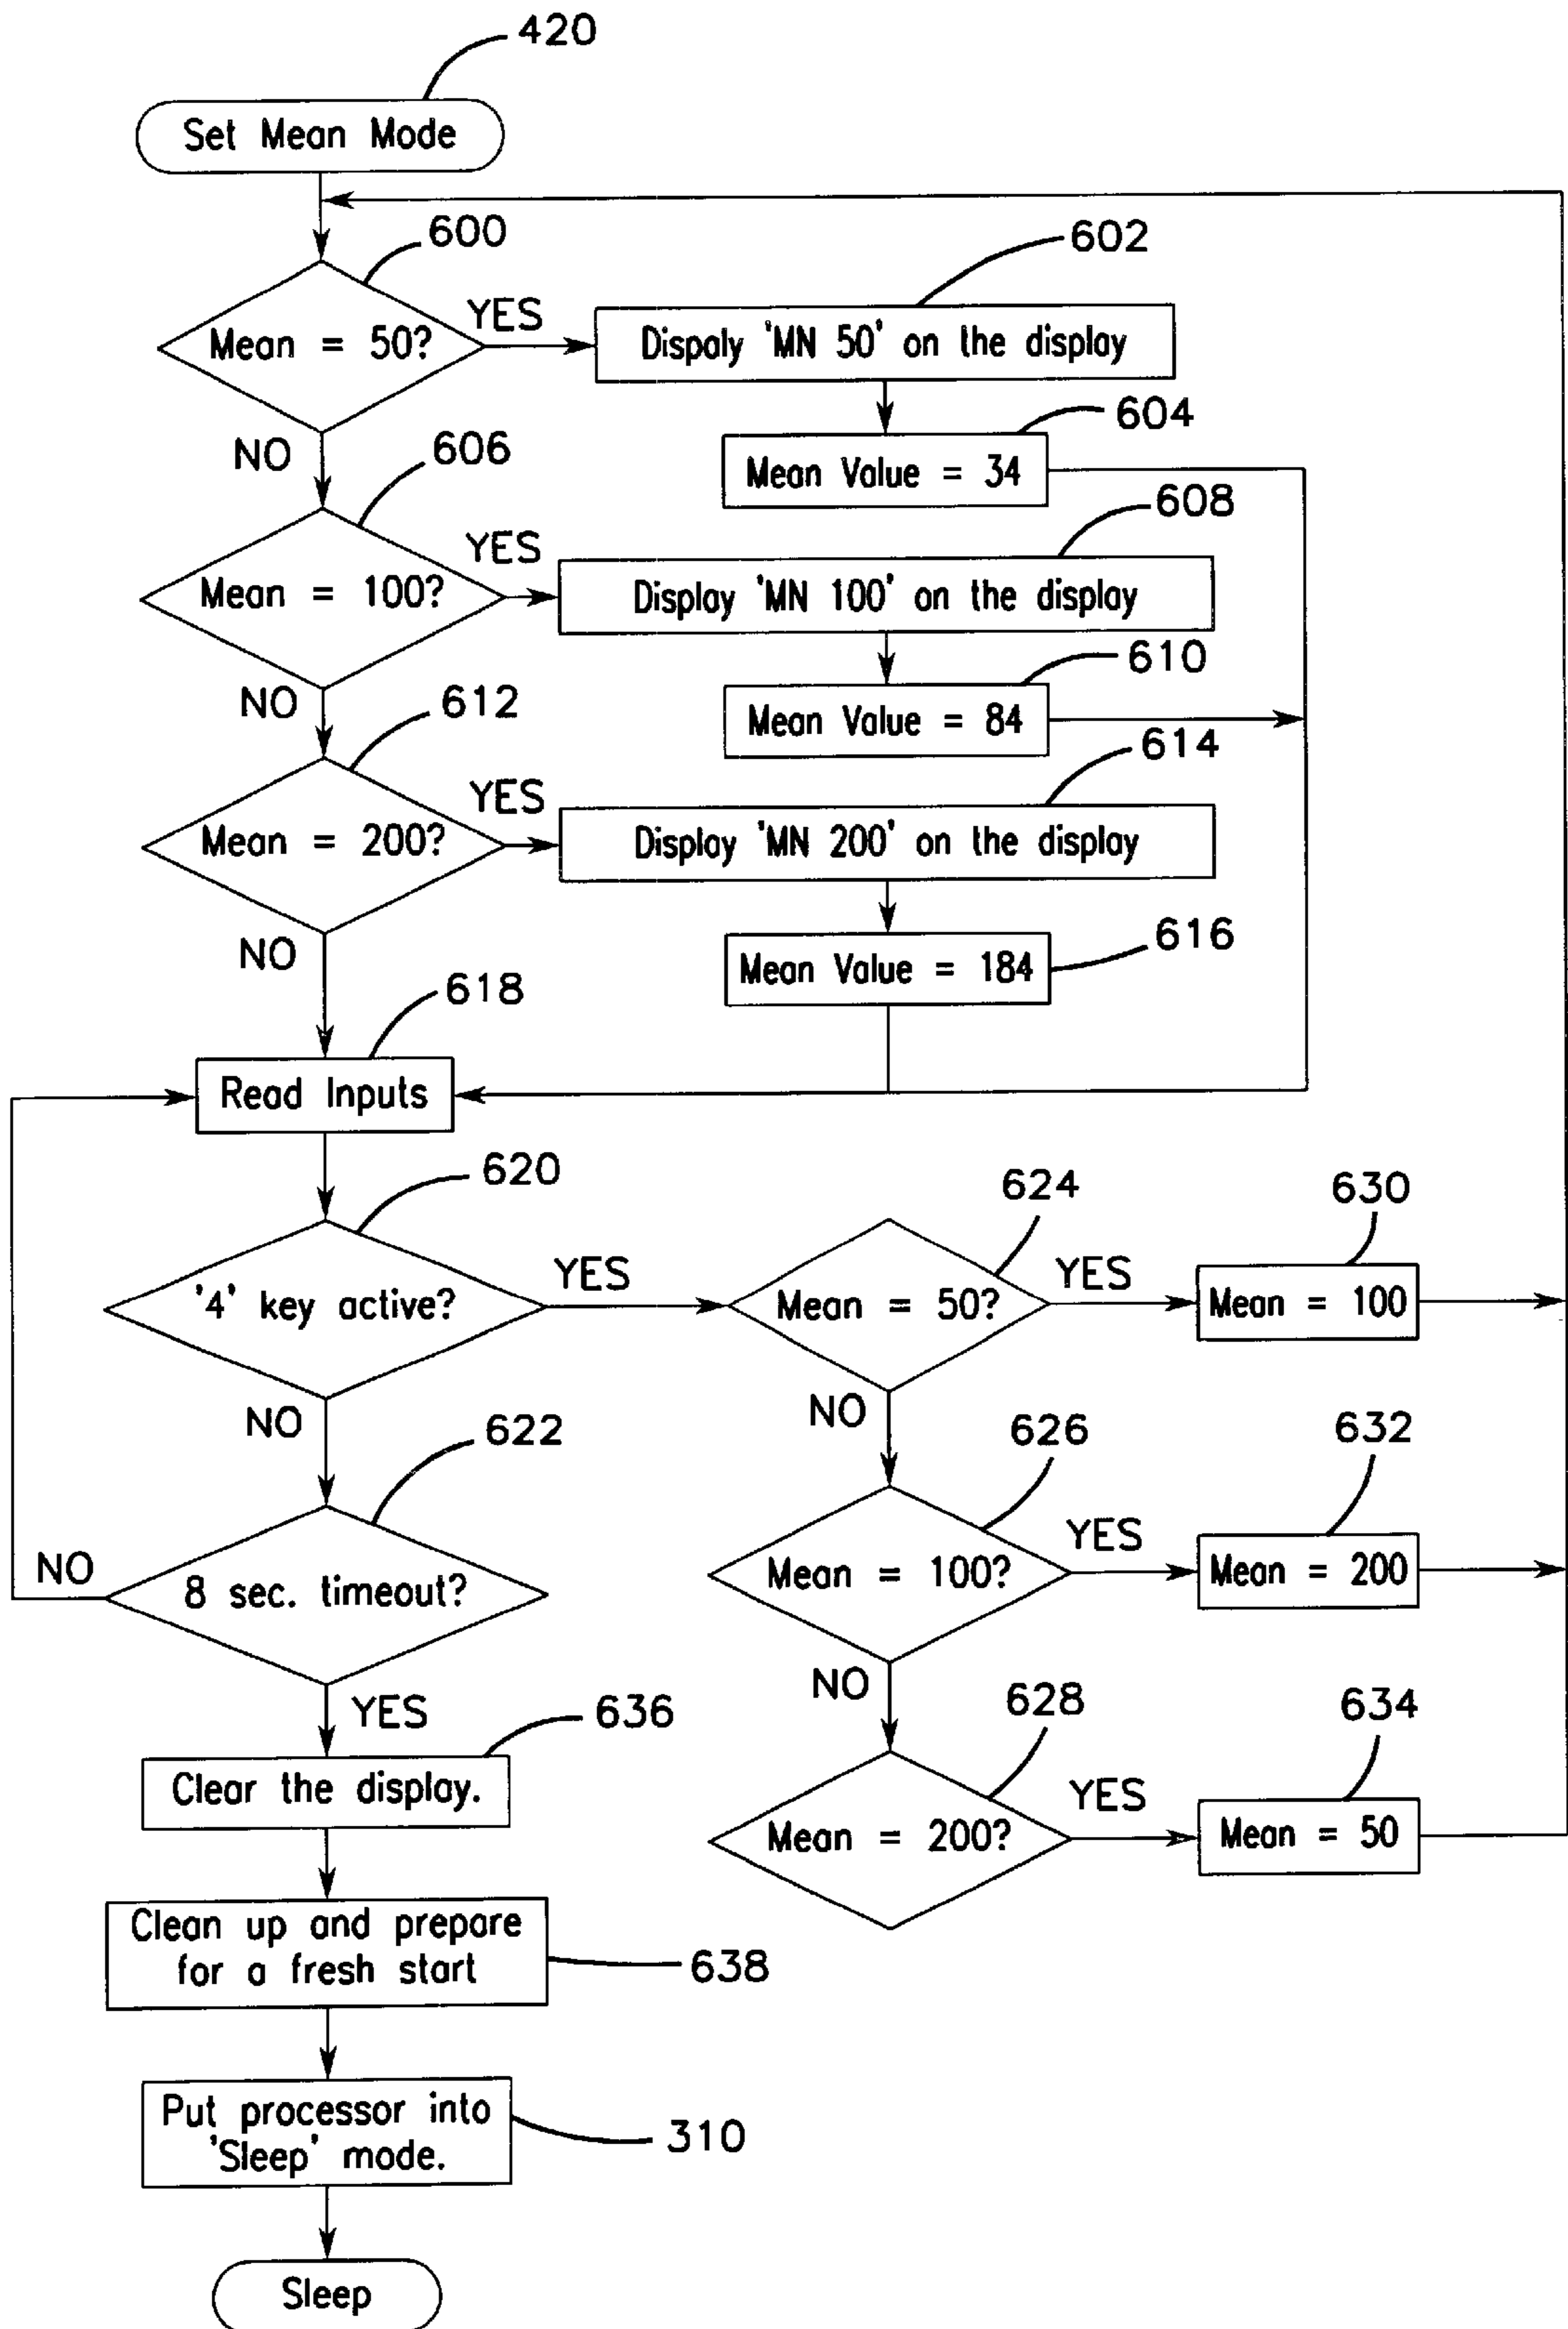 420
Set Mean Mode
600
602
Mean = 50?
YES
Dispaly 'MN 50' on the display
604
NO
606
Mean Value = 34
608
YES
Mean = 100?
Display 'MN 100' on the display
610
NO
612
Mean Value = 84
614
YES
Mean = 200?
Display 'MN 200' on the display
616
NO
Mean Value = 184
618
Read Inputs
620
624
630
'4' key active?
YES
Mean = 50?
YES
Mean = 100
NO
622
NO
626
632
NO
8 sec. timeout?
Mean = 100?
YES
Mean = 200
YES
636
NO
628
634
Clear the display.
Mean = 200?
YES
Mean = 50
Clean up and prepare
for a fresh start
638
Put processor into
'Sleep' mode.
310
Sleep